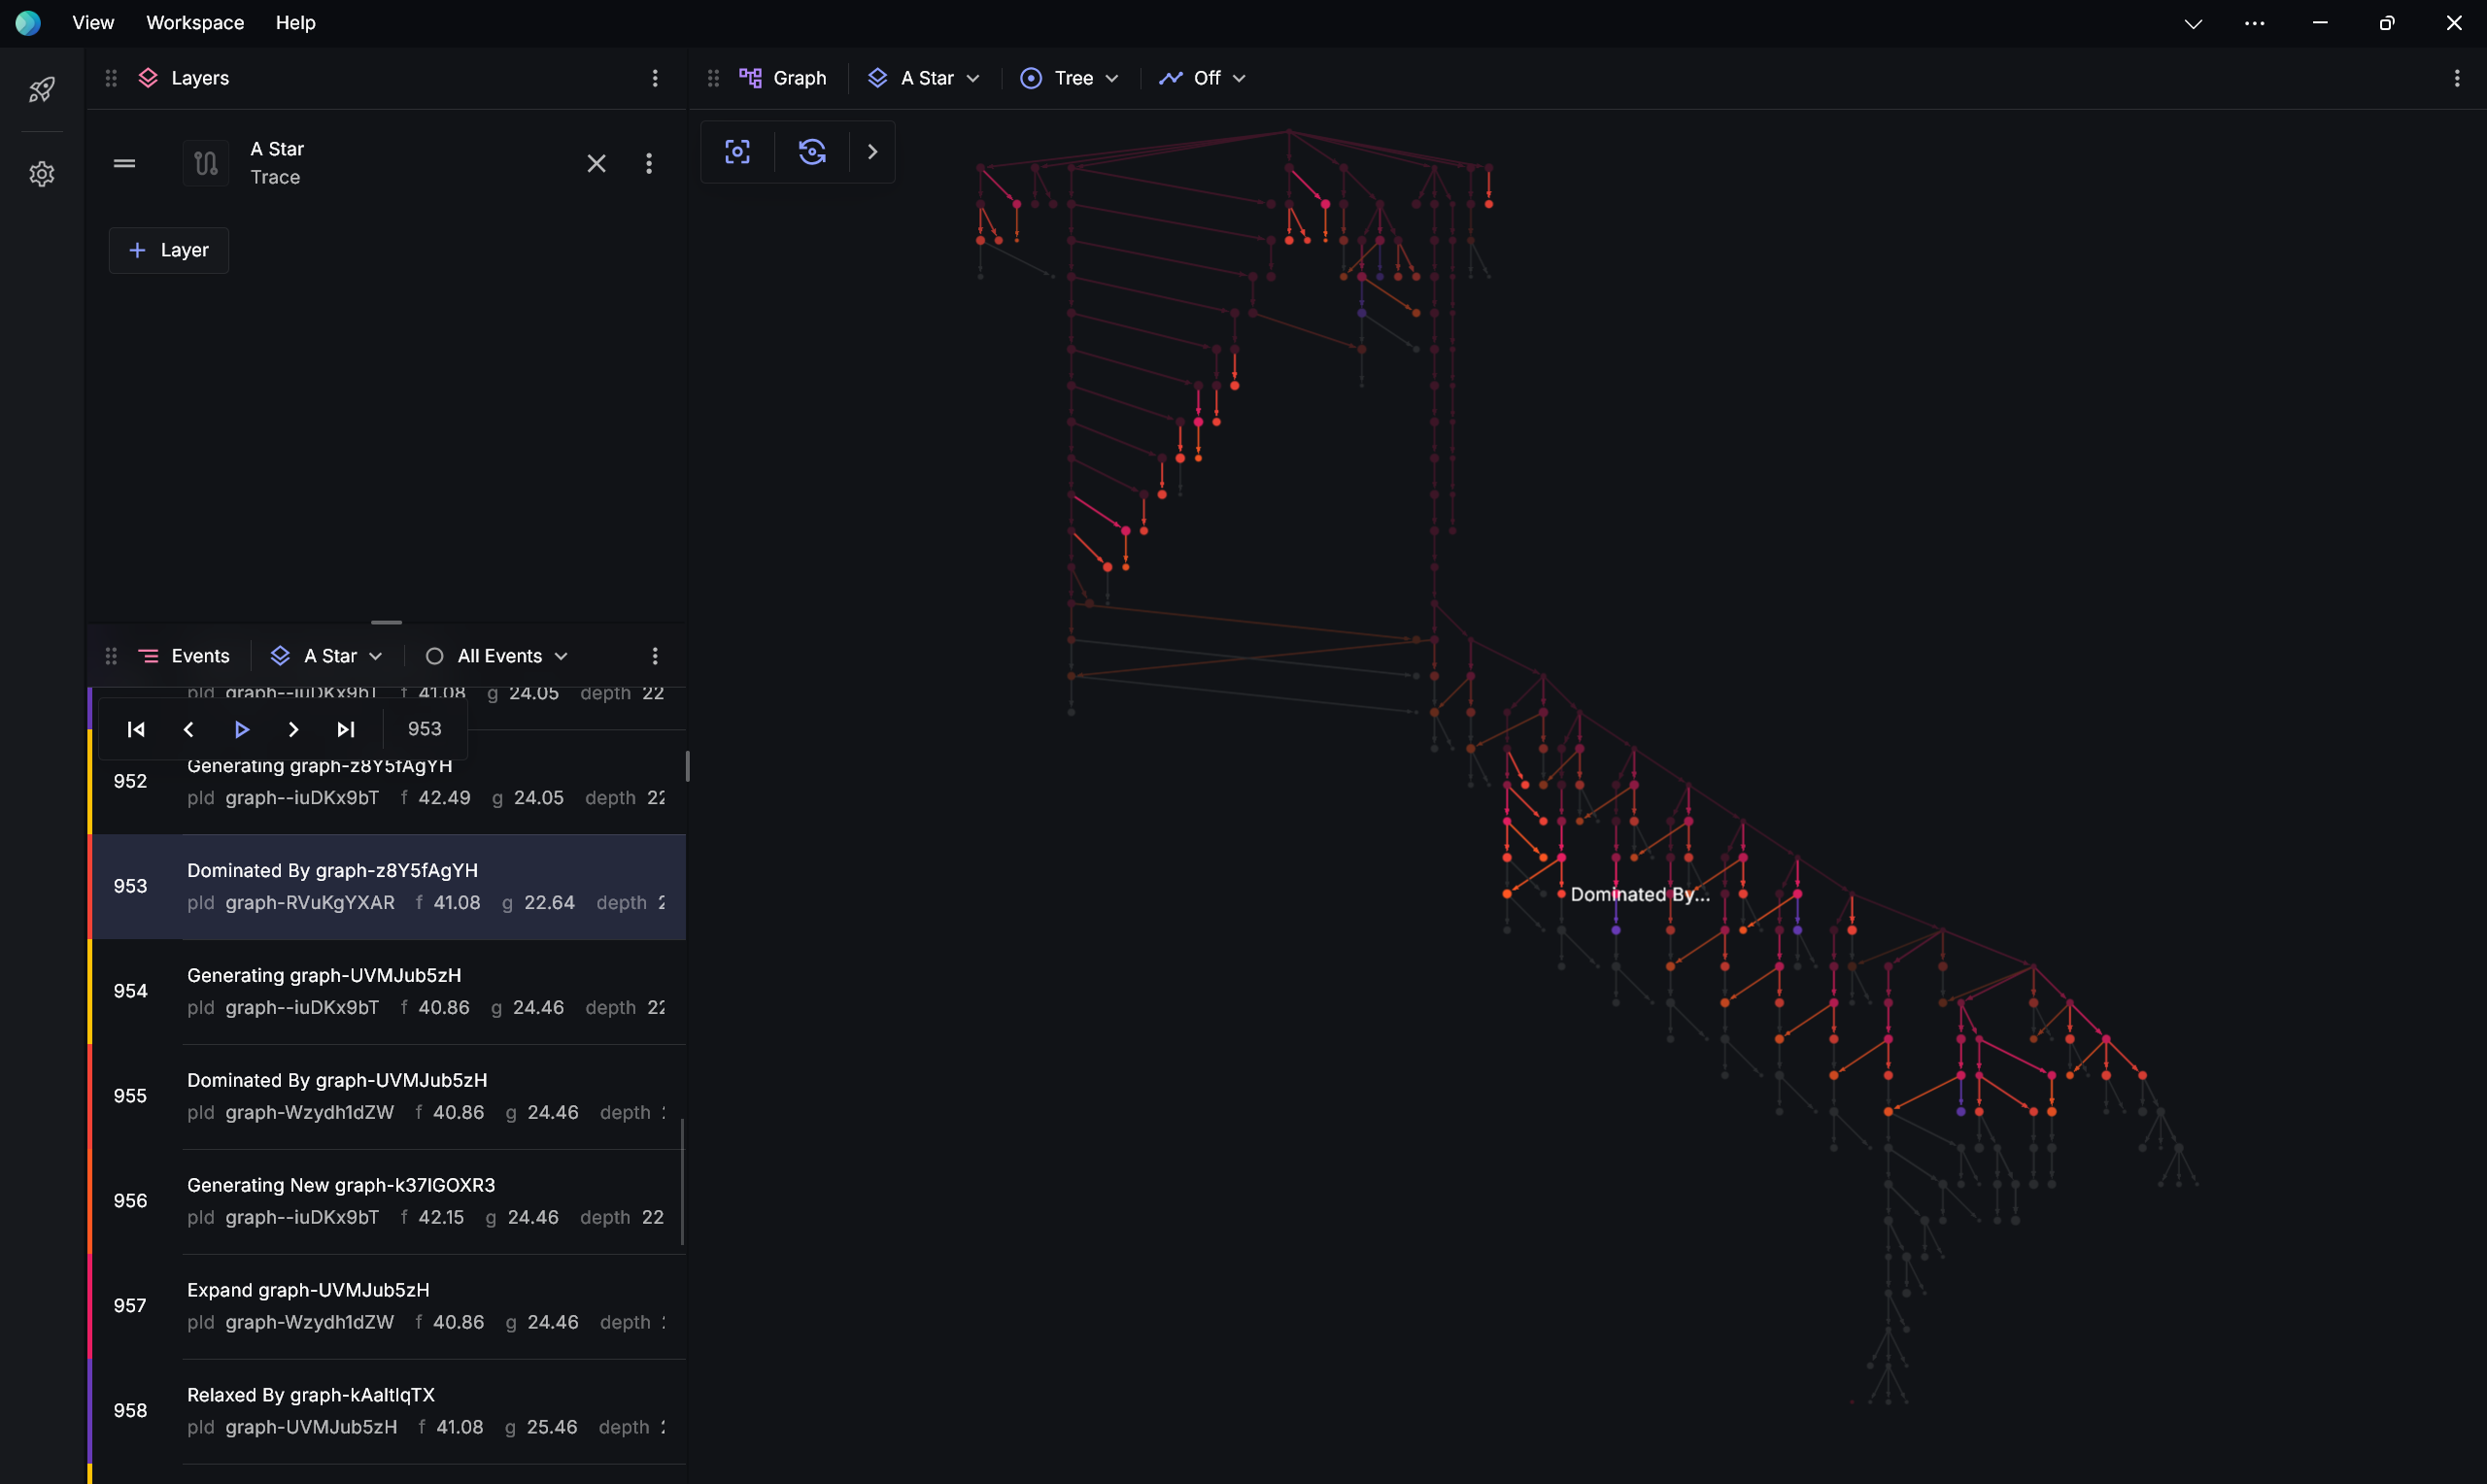 View Workspace Help
Layers
Graph A Star Tree Off
A Star
Trace
Layer
Events A Star All Events
pId graph--iuDKx9bT f 41.08 g 24.05 depth 22
953
952
Generating graph-z8Y5fAgYH
pId graph--iuDKx9bT f 42.49 g 24.05 depth 22
953
Dominated By graph-z8Y5fAgYH
pId graph-RVuKgYXAR f 41.08 g 22.64 depth
954
Generating graph-UVMJub5zH
pId graph--iuDKx9bT f 40.86 g 24.46 depth 22
955
Dominated By graph-UVMJub5zH
pId graph-Wzydh1dZW f 40.86 g 24.46 depth
956
Generating New graph-k37IGOXR3
pId graph--iuDKx9bT f 42.15 g 24.46 depth 22
957
Expand graph-UVMJub5zH
pId graph-Wzydh1dZW f 40.86 g 24.46 depth
958
Relaxed By graph-kAaltlqTX
pId graph-UVMJub5zH f 41.08 g 25.46 depth
Dominated By...